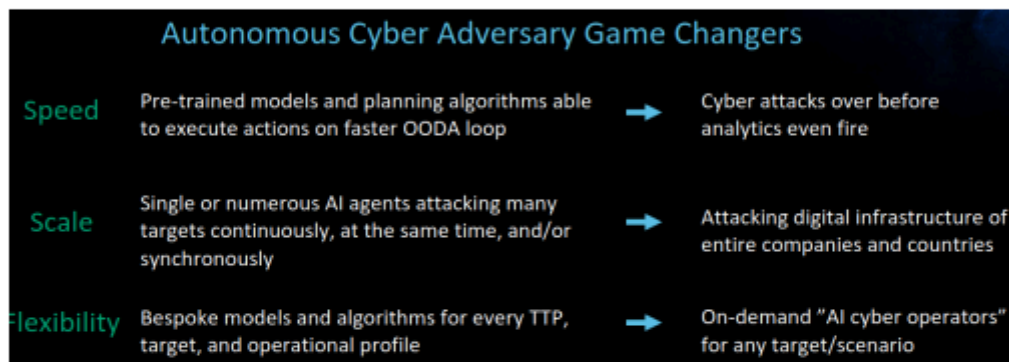 Autonomous Cyber Adversary Game Changers
Speed
Pre-trained models and planning algorithms able
to execute actions on faster OODA loop
Cyber attacks over before
analytics even fire
Scale
Single or numerous AI agents attacking many
targets continuously, at the same time, and/or
synchronously
Attacking digital infrastructure of
entire companies and countries
Flexibility
Bespoke models and algorithms for every TTP,
target, and operational profile
On-demand ”AI cyber operators”
for any target/scenario